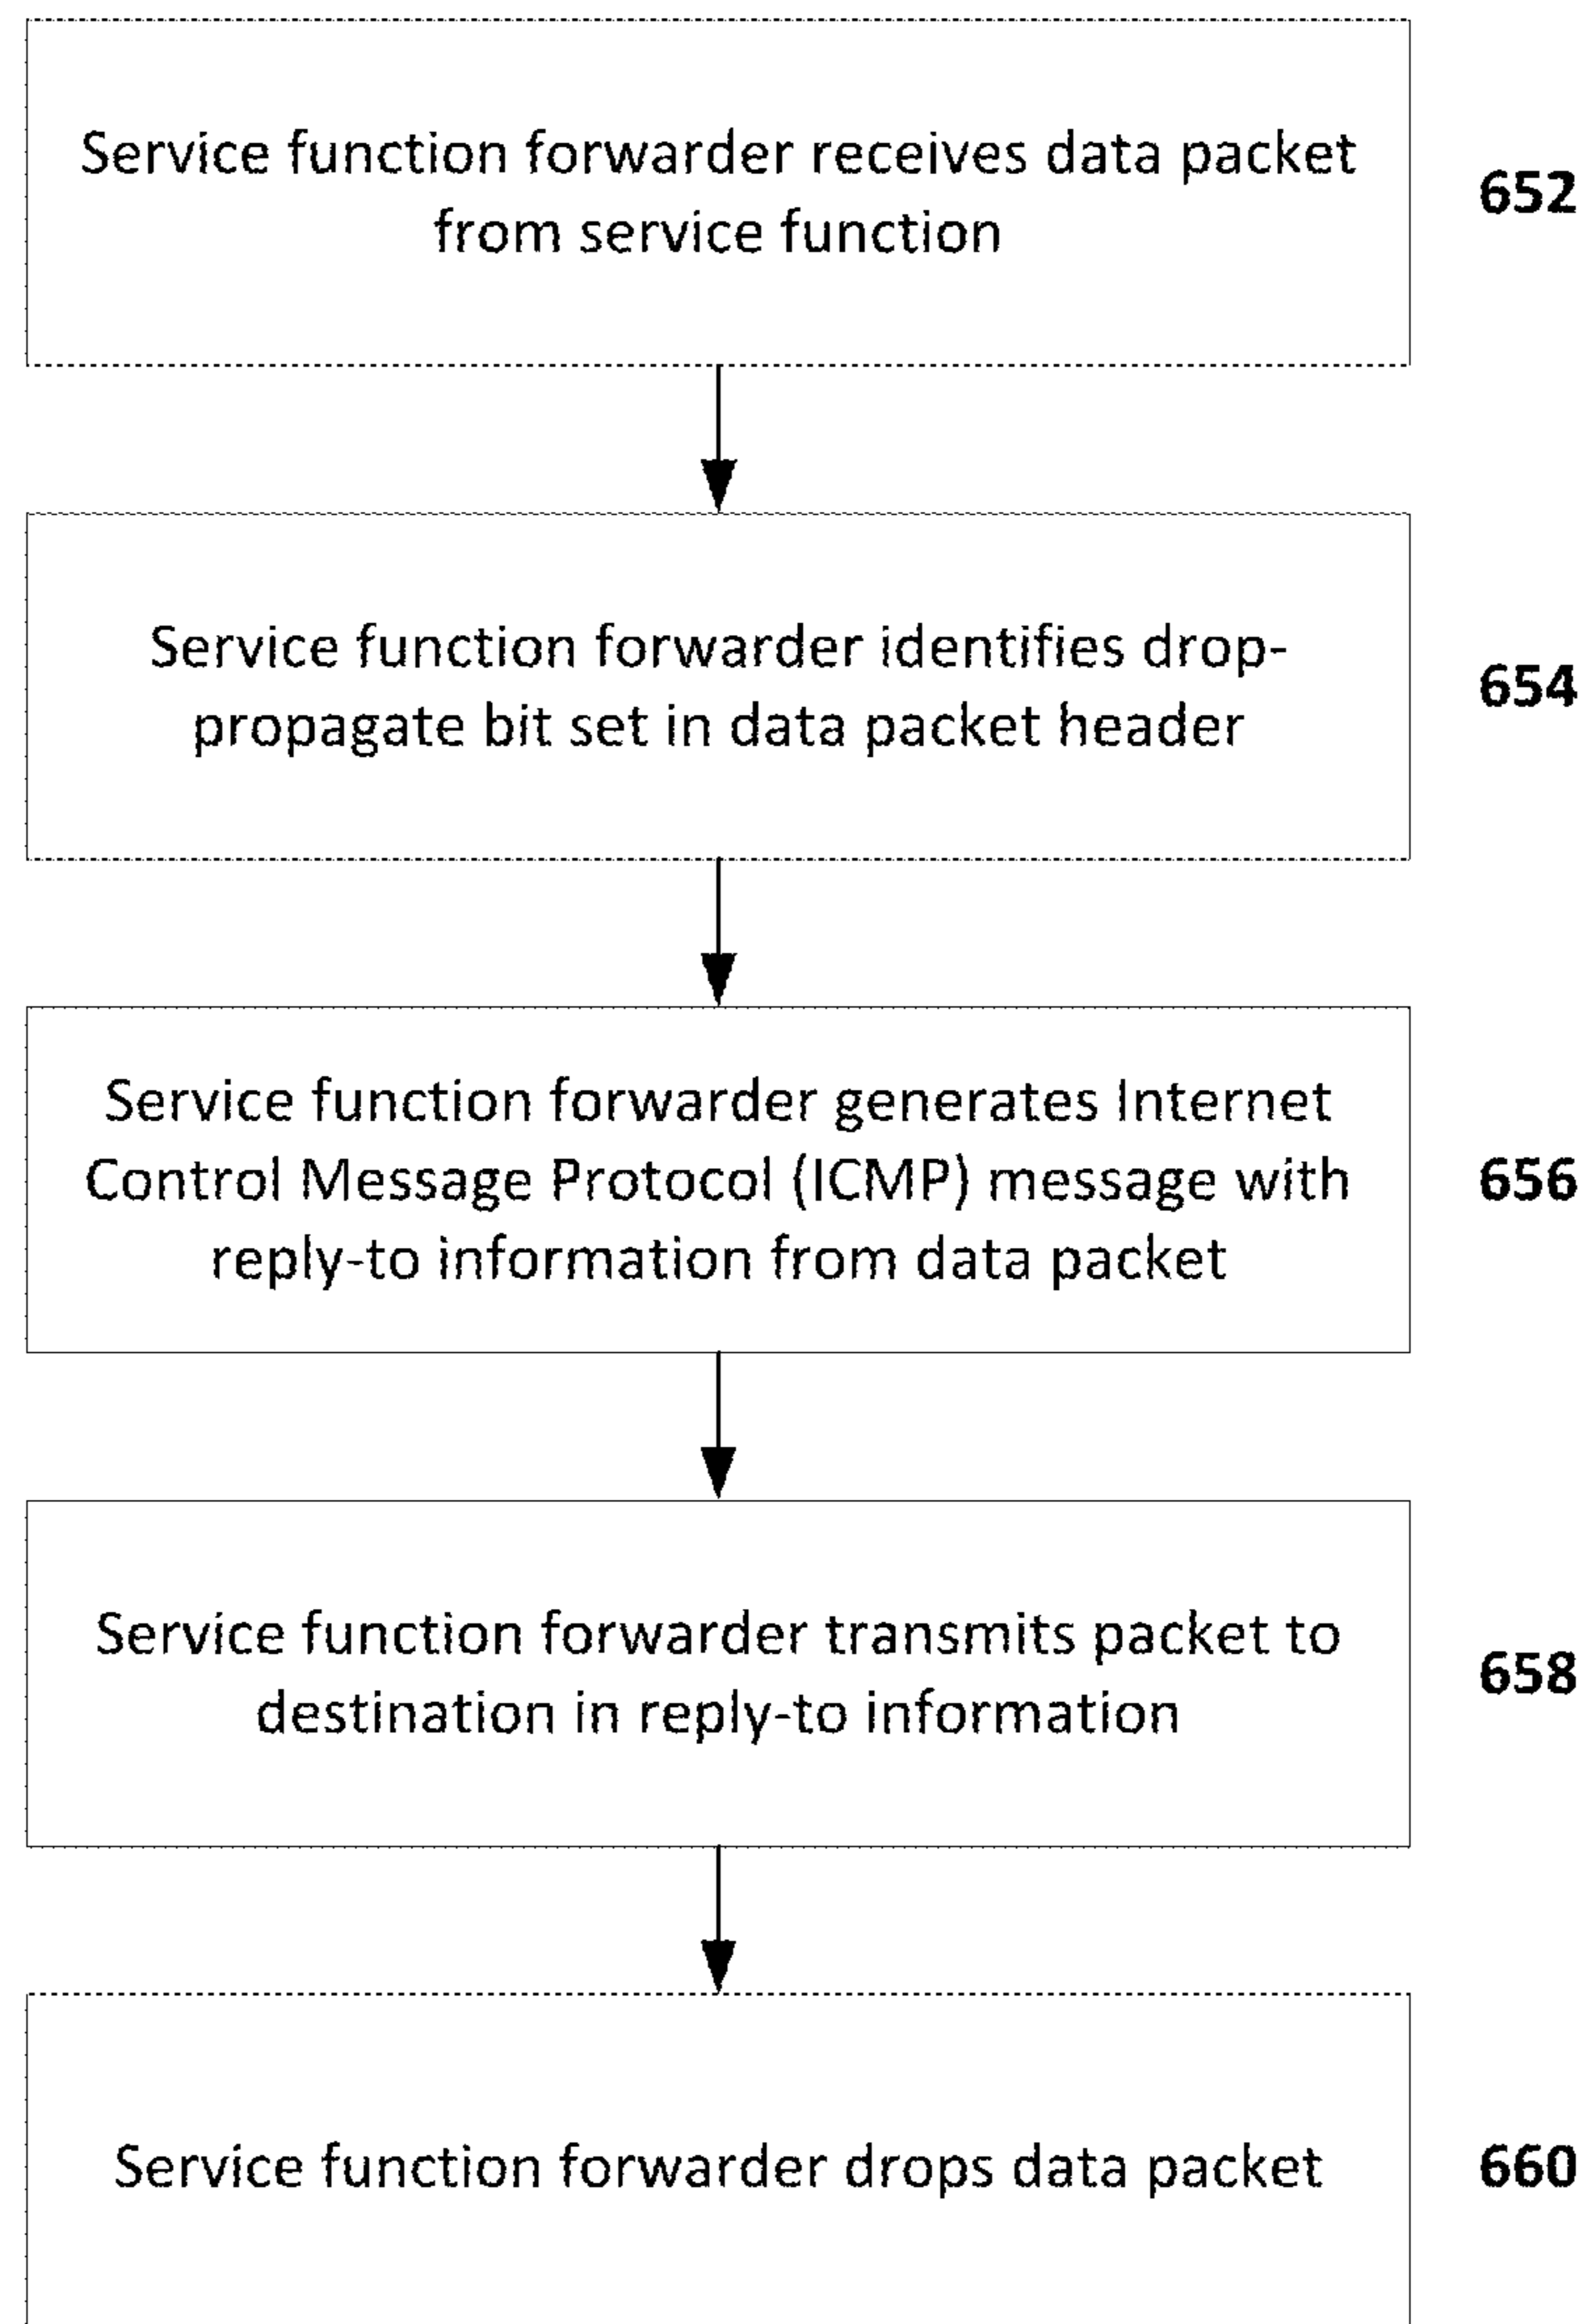 Service function forwarder receives data packet
from service function
652
Service function forwarder identifies drop-
propagate bit set in data packet header
654
Service function forwarder generates Internet
Control Message Protocol (ICMP) message with
reply-to information from data packet
656
Service function forwarder transmits packet to
destination in reply-to information
658
Service function forwarder drops data packet
660